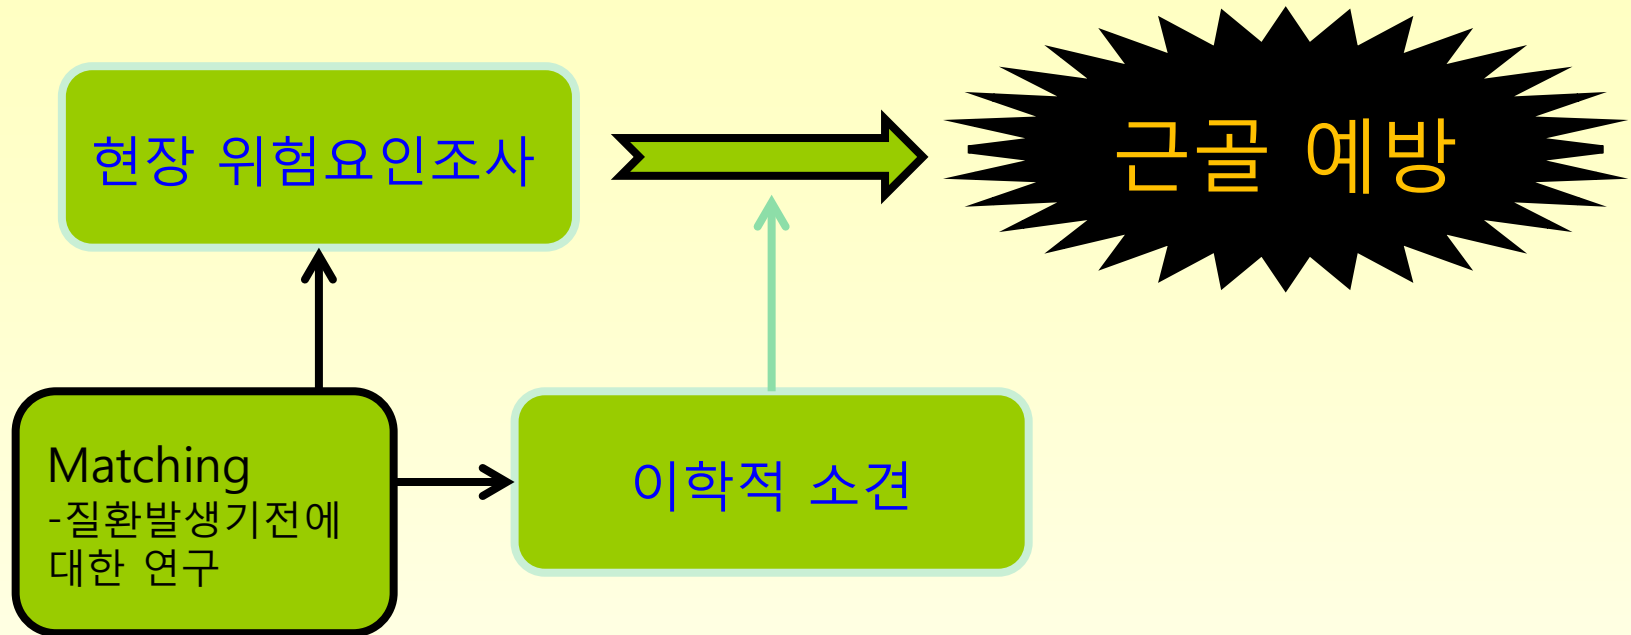 현장 위험요인조사
근골 예방
Matching
-질환발생기전에
대한 연구
이학적 소견